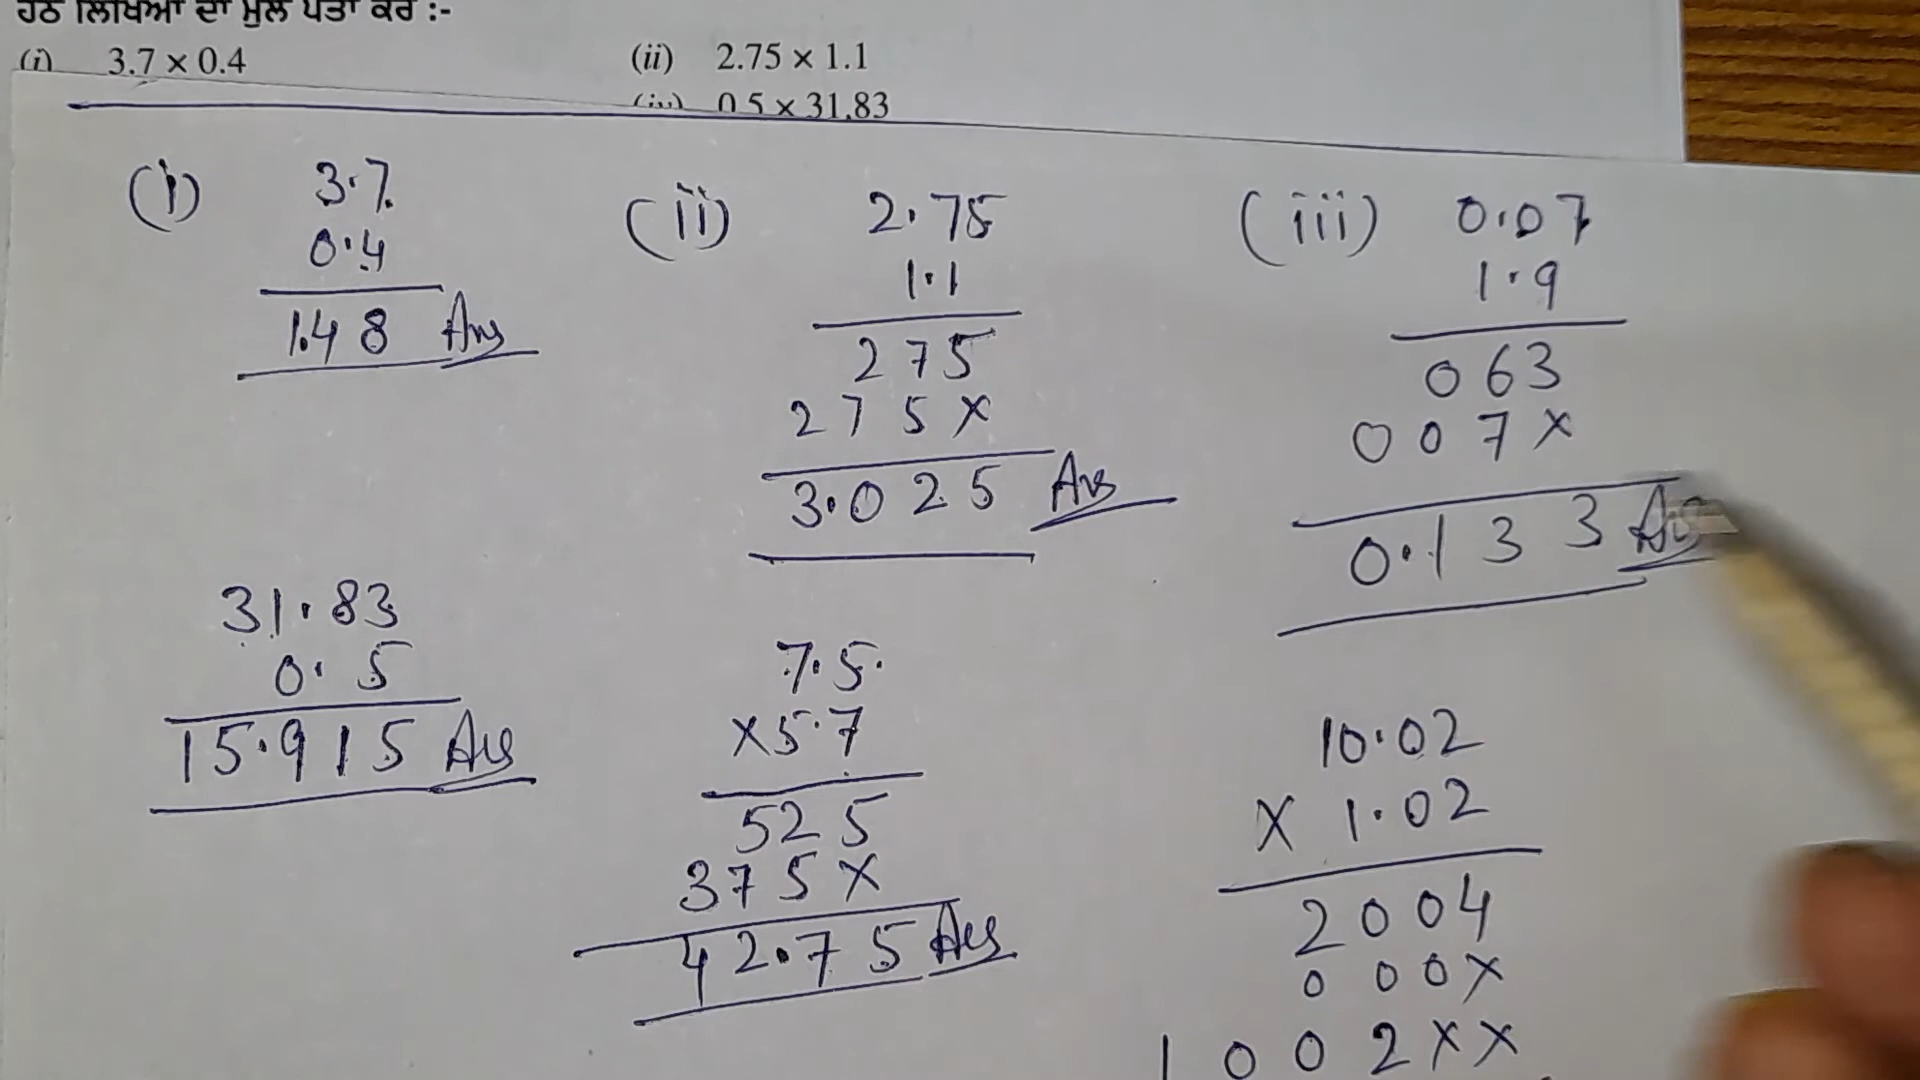 ਹੇਠ ਲਿਖਿਆਂ ਦਾ ਮੁੱਲ ਪਤਾ ਕਰੋ :-
(i) 3.7 × 0.4
(ii) 2.75 × 1.1
(iv) 0.5 × 31.83
(i) 3.7
0.4
1.48 Ans
(ii) 2.75
1.1
275
275×
3.025 Ans
(iii) 0.07
1.9
063
007×
0.133 Ans
31.83
0.5
15.915 Ans
7.5
×5.7
525
375×
42.75 Ans
10.02
× 1.02
2004
000×
1002××